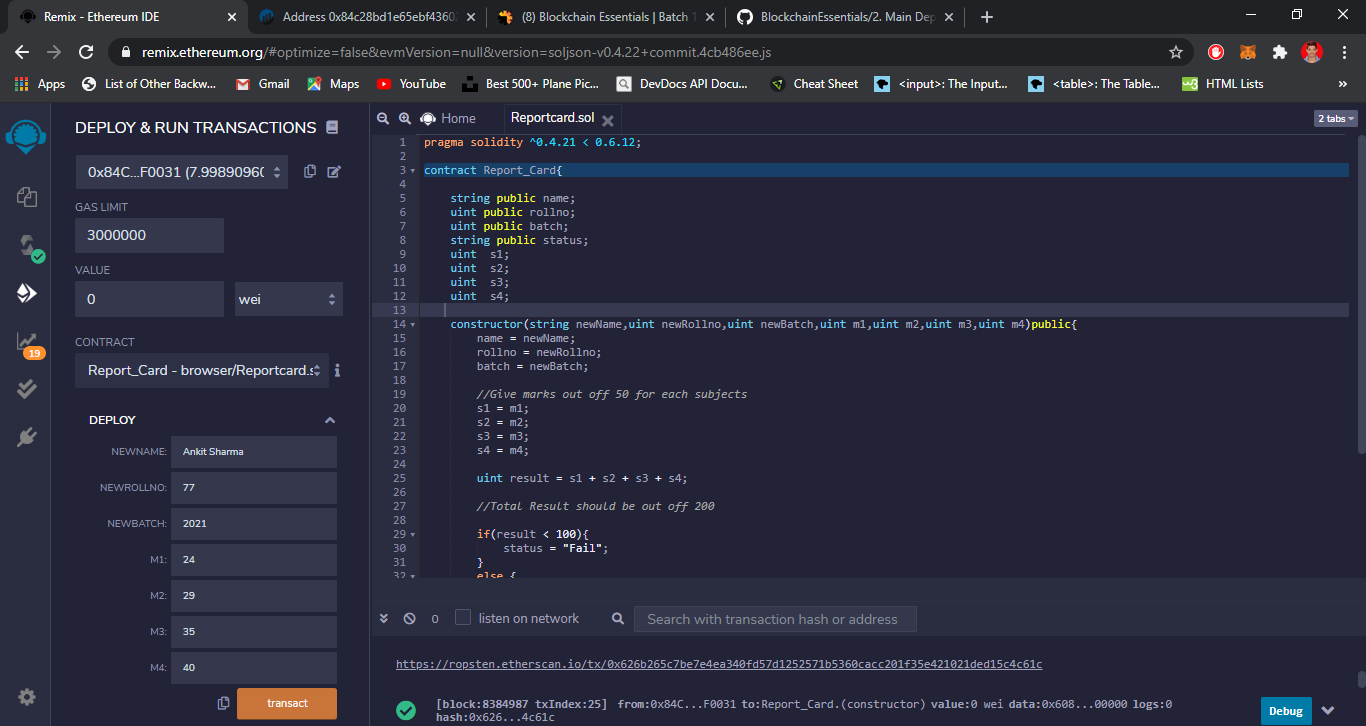 Remix - Ethereum IDE
Address 0x84c28bd1e65ebf4360
(8) Blockchain Essentials | Batch 1
BlockchainEssentials/2. Main Dep
remix.ethereum.org/#optimize=false&evmVersion=null&version=soljson-v0.4.22+commit.4cb486ee.js
Apps
List of Other Backw...
Gmail
Maps
YouTube
Best 500+ Plane Pic...
DevDocs API Docu...
Cheat Sheet
<input>: The Input...
<table>: The Table...
HTML Lists
»
DEPLOY & RUN TRANSACTIONS
0x84C...F0031 (7.9989096
GAS LIMIT
3000000
VALUE
0
wei
CONTRACT
Report_Card - browser/Reportcard.s
i
19
DEPLOY
NEWNAME:
Ankit Sharma
NEWROLLNO:
77
NEWBATCH:
2021
M1:
24
M2:
29
M3:
35
M4:
40
transact
Home
Reportcard.sol
2 tabs
1 pragma solidity ^0.4.21 < 0.6.12;
2
3 contract Report_Card{
4
5 string public name;
6 uint public rollno;
7 uint public batch;
8 string public status;
9 uint  s1;
10 uint  s2;
11 uint  s3;
12 uint  s4;
13
14 constructor(string newName,uint newRollno,uint newBatch,uint m1,uint m2,uint m3,uint m4)public{
15 name = newName;
16 rollno = newRollno;
17 batch = newBatch;
18
19 //Give marks out off 50 for each subjects
20 s1 = m1;
21 s2 = m2;
22 s3 = m3;
23 s4 = m4;
24
25 uint result = s1 + s2 + s3 + s4;
26
27 //Total Result should be out off 200
28
29 if(result < 100){
30 status = "Fail";
31 }
32 else {
0
listen on network
Search with transaction hash or address
https://ropsten.etherscan.io/tx/0x626b265c7be7e4ea340fd57d1252571b5360cacc201f35e421021ded15c4c61c
[block:8384987 txIndex:25] from:0x84C...F0031 to:Report_Card.(constructor) value:0 wei data:0x608...00000 logs:0
hash:0x626...4c61c
Debug